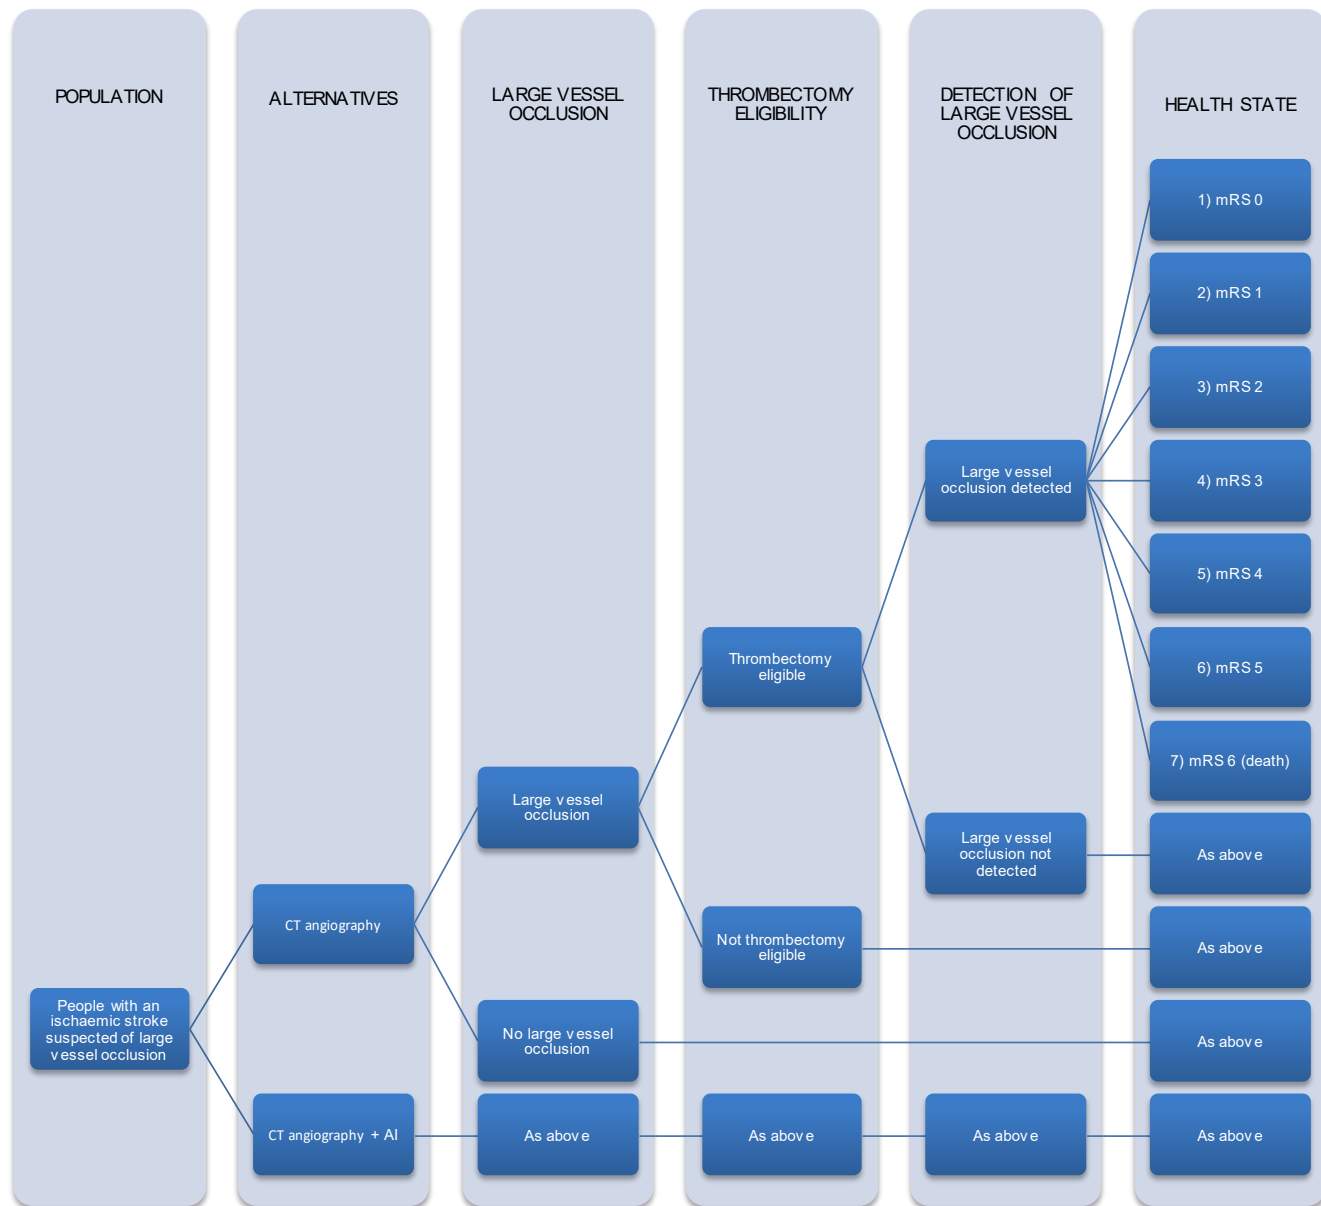 POPULATION
ALTERNATIVES
LARGE VESSEL
OCCLUSION
THROMBECTOMY
ELIGIBILITY
DETECTION OF
LARGE VESSEL
OCCLUSION
HEALTH STATE
1) mRS 0
2) mRS 1
3) mRS 2
4) mRS 3
5) mRS 4
6) mRS 5
7) mRS 6 (death)
Large vessel
occlusion detected
Thrombectomy
eligible
Large vessel
occlusion
Large vessel
occlusion not
detected
As above
CT angiography
Not thrombectomy
eligible
As above
People with an
ischaemic stroke
suspected of large
vessel occlusion
No large vessel
occlusion
As above
CT angiography + AI
As above
As above
As above
As above